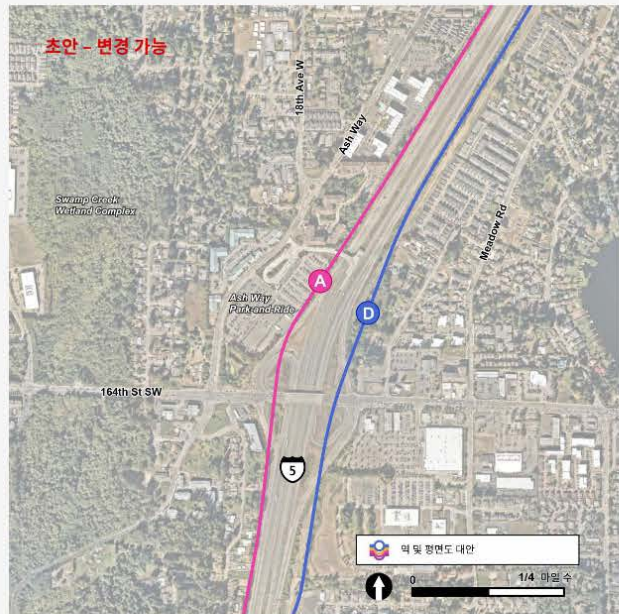 초안 – 변경 가능
18th Ave W
Ash Way
Swamp Creek
Wetland Complex
Meadow Rd
A
Ash Way
Park-and-Ride
D
164th St SW
5
역 및 평면도 대안
0 1/4 마일 수